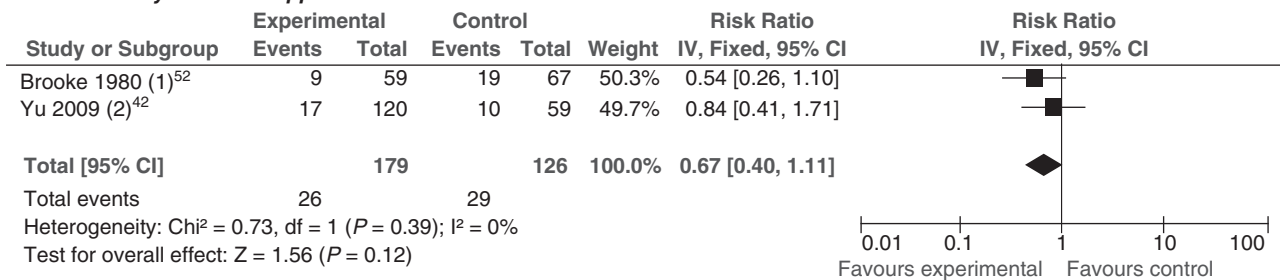 Experimental Control Risk Ratio Risk Ratio
Study or Subgroup Events Total Events Total Weight IV, Fixed, 95% CI IV, Fixed, 95% CI
Brooke 1980 (1)52 9 59 19 67 50.3% 0.54 [0.26, 1.10]
Yu 2009 (2)42 17 120 10 59 49.7% 0.84 [0.41, 1.71]
Total [95% CI] 179 126 100.0% 0.67 [0.40, 1.11]
Total events 26 29
Heterogeneity: Chi² = 0.73, df = 1 (P = 0.39); I² = 0%
Test for overall effect: Z = 1.56 (P = 0.12)
0.01 0.1 1 10 100
Favours experimental Favours control